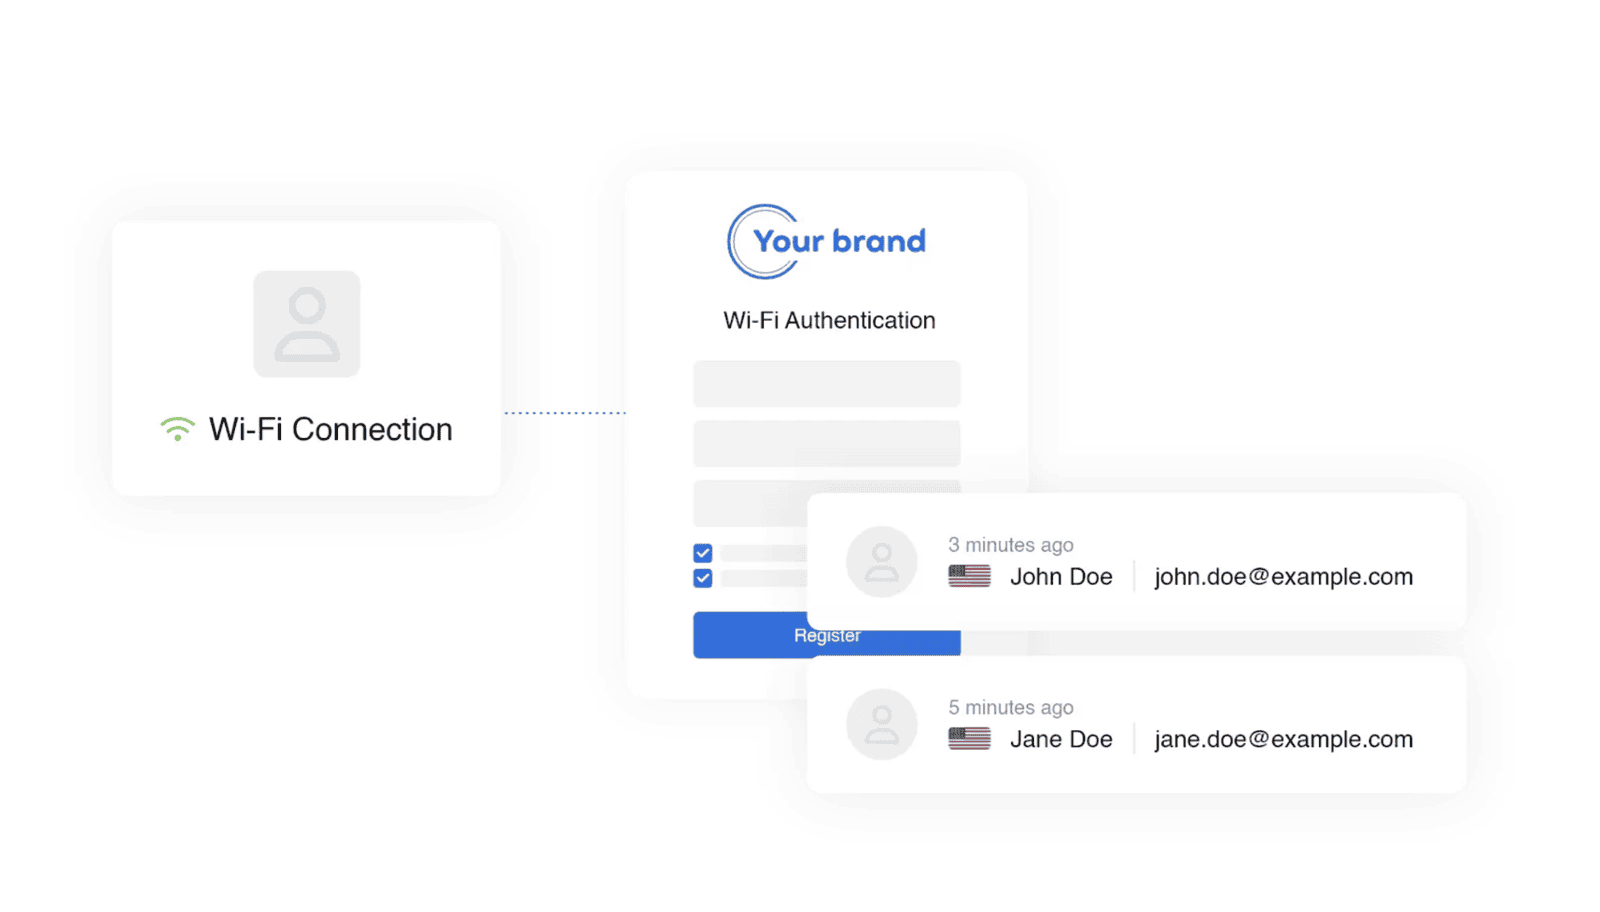 Wi-Fi Connection
Your brand
Wi-Fi Authentication
Register
3 minutes ago
John Doe john.doe@example.com
5 minutes ago
Jane Doe jane.doe@example.com